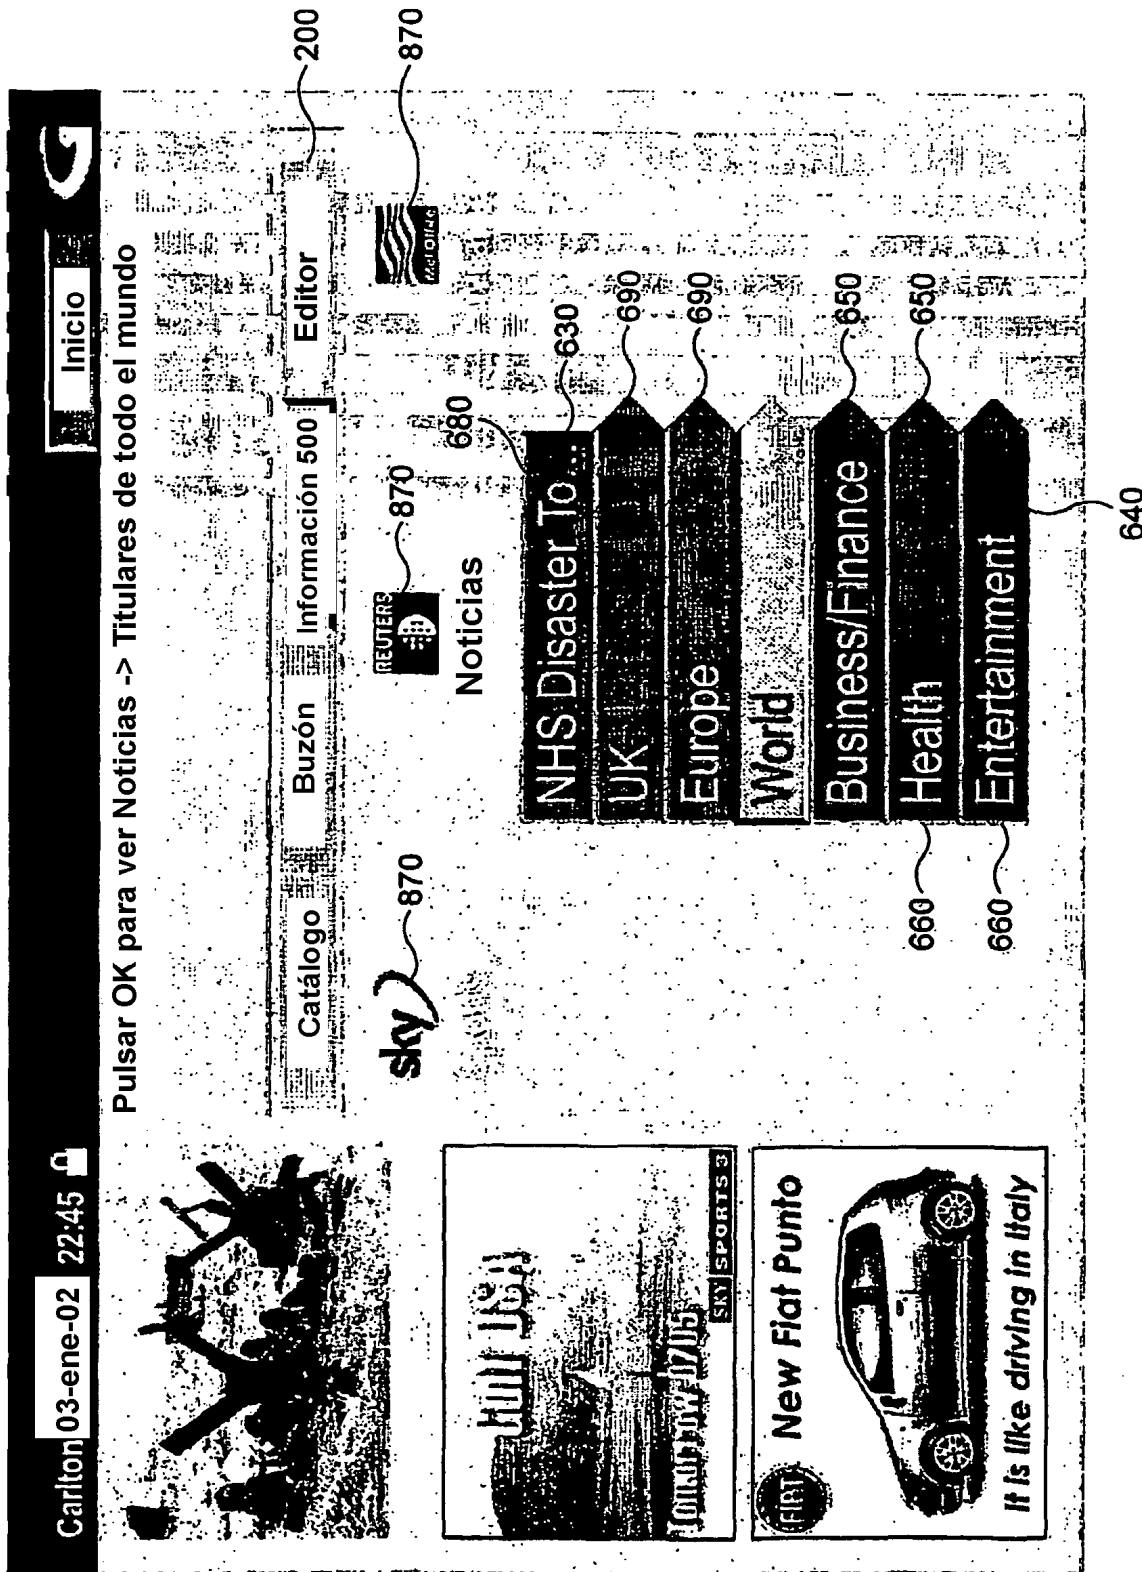 Carlton 03-ene-02 22:45
Inicio
Pulsar OK para ver Noticias -> Titulares de todo el mundo
Catálogo Buzón Información 500 Editor
200
sky
870
REUTERS
870
870
Noticias
680
NHS Disaster To...
630
UK
690
Europe
690
World
Business/Finance
650
Health
650
660
Entertainment
660
640
Tomorrow 0705
SKY SPORTS 3
FIAT
New Fiat Punto
It is like driving in Italy